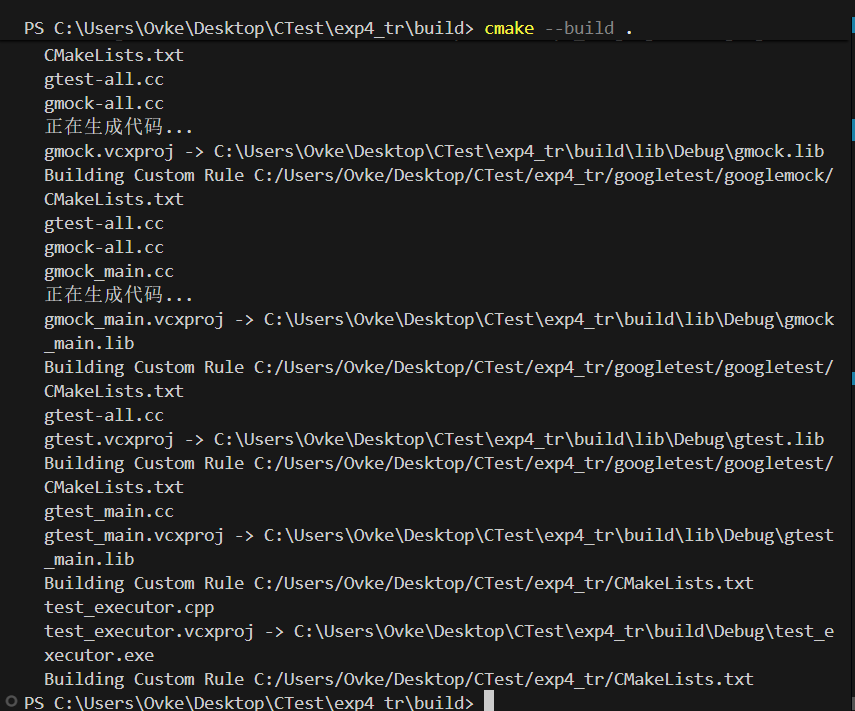 PS C:\Users\Ovke\Desktop\CTest\exp4_tr\build> cmake --build .
CMakeLists.txt
gtest-all.cc
gmock-all.cc
正在生成代码...
gmock.vcxproj -> C:\Users\Ovke\Desktop\CTest\exp4_tr\build\lib\Debug\gmock.lib
Building Custom Rule C:/Users/Ovke/Desktop/CTest/exp4_tr/googletest/googlemock/
CMakeLists.txt
gtest-all.cc
gmock-all.cc
gmock_main.cc
正在生成代码...
gmock_main.vcxproj -> C:\Users\Ovke\Desktop\CTest\exp4_tr\build\lib\Debug\gmock
_main.lib
Building Custom Rule C:/Users/Ovke/Desktop/CTest/exp4_tr/googletest/googletest/
CMakeLists.txt
gtest-all.cc
gtest.vcxproj -> C:\Users\Ovke\Desktop\CTest\exp4_tr\build\lib\Debug\gtest.lib
Building Custom Rule C:/Users/Ovke/Desktop/CTest/exp4_tr/googletest/googletest/
CMakeLists.txt
gtest_main.cc
gtest_main.vcxproj -> C:\Users\Ovke\Desktop\CTest\exp4_tr\build\lib\Debug\gtest
_main.lib
Building Custom Rule C:/Users/Ovke/Desktop/CTest/exp4_tr/CMakeLists.txt
test_executor.cpp
test_executor.vcxproj -> C:\Users\Ovke\Desktop\CTest\exp4_tr\build\Debug\test_e
xecutor.exe
Building Custom Rule C:/Users/Ovke/Desktop/CTest/exp4_tr/CMakeLists.txt
PS C:\Users\Ovke\Desktop\CTest\exp4_tr\build>